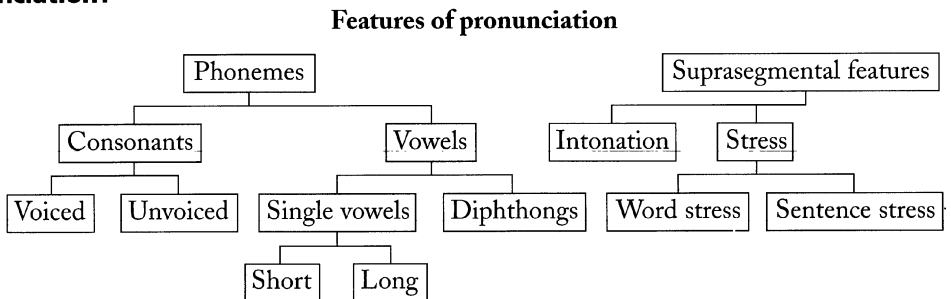 Features of pronunciation
Phonemes Suprasegmental features
Consonants Vowels Intonation Stress
Voiced Unvoiced Single vowels Diphthongs Word stress Sentence stress
Short Long